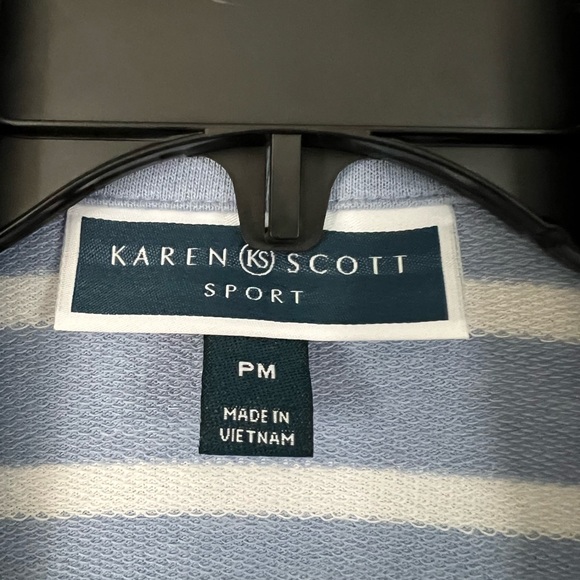 KAREN KS SCOTT
SPORT
PM
MADE IN
VIETNAM